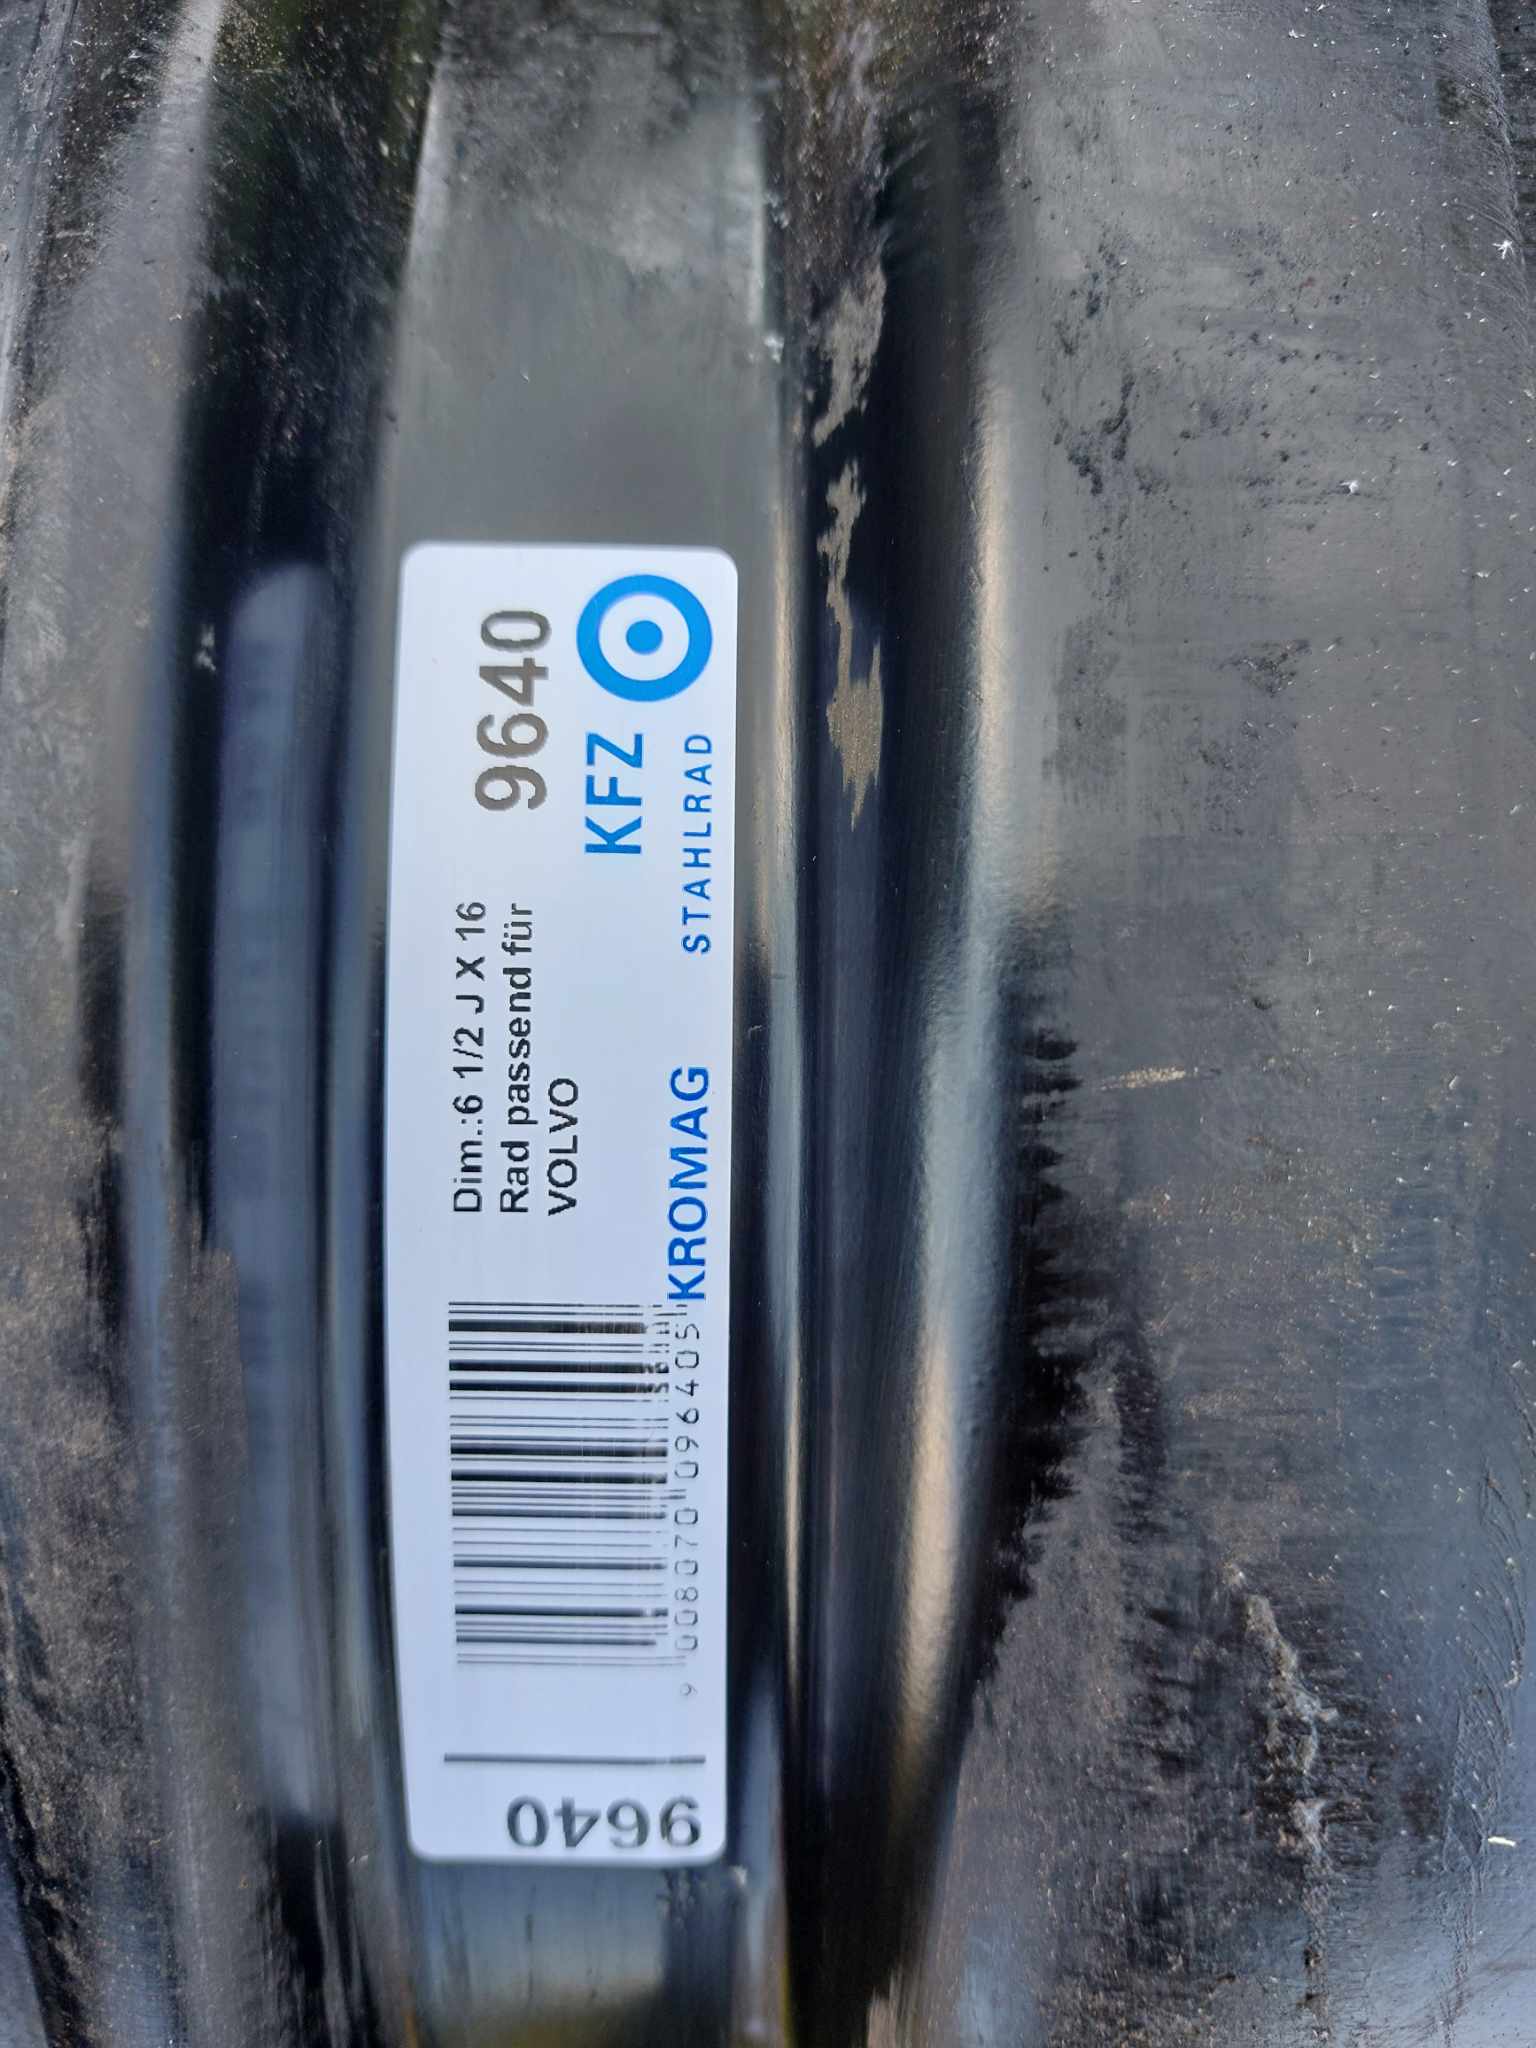 Dim.:6 1/2 J X 16
9640
Rad passend für
VOLVO
KFZ
KROMAG
STAHLRAD
9 008070 096405
9640